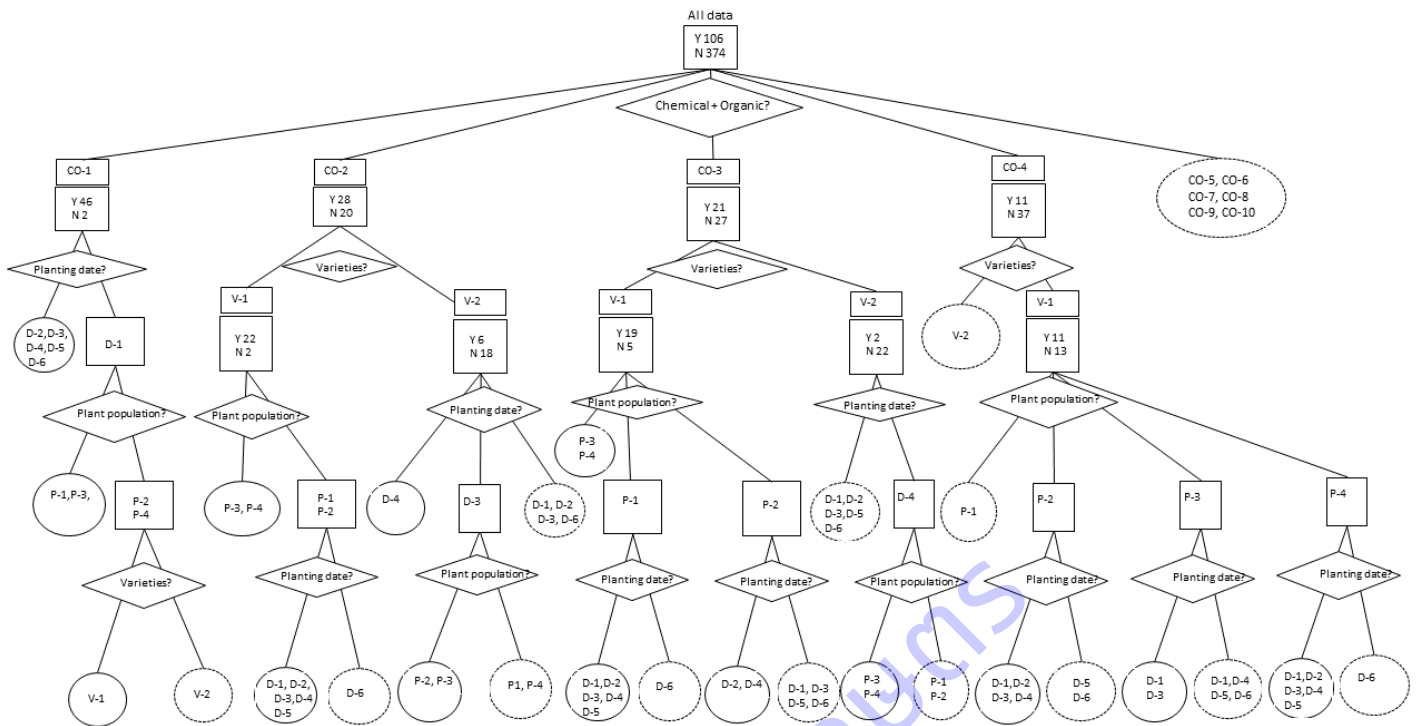 All data
Y 106
N 374
Chemical + Organic?
CO-1
CO-2
CO-3
CO-4
CO-5, CO-6
CO-7, CO-8
CO-9, CO-10
Y 46
N 2
Y 28
N 20
Y 21
N 27
Y 11
N 37
Planting date?
Varieties?
Varieties?
Varieties?
V-1
V-2
V-1
V-2
V-2
V-1
D-2,D-3,
D-4,D-5
D-6
D-1
Y 22
N 2
Y 6
N 18
Y 19
N 5
Y 2
N 22
Y 11
N 13
Plant population?
Plant population?
Planting date?
Plant population?
Planting date?
Plant population?
P-1,P-3,
P-2
P-4
P-3, P-4
P-1
P-2
D-4
D-3
D-1, D-2
D-3, D-6
P-3
P-4
P-1
P-2
D-1,D-2
D-3,D-5
D-6
D-4
P-1
P-2
P-3
P-4
Varieties?
Planting date?
Plant population?
Planting date?
Planting date?
Plant population?
Planting date?
Planting date?
Planting date?
V-1
V-2
D-1, D-2,
D-3,D-4
D-5
D-6
P-2, P-3
P1, P-4
D-1,D-2
D-3, D-4
D-5
D-6
D-2, D-4
D-1, D-3
D-5, D-6
P-3
P-4
P-1
P-2
D-1,D-2
D-3, D-4
D-5
D-6
D-1
D-3
D-1,D-4
D-5, D-6
D-1, D-2
D-3,D-4
D-5
D-6